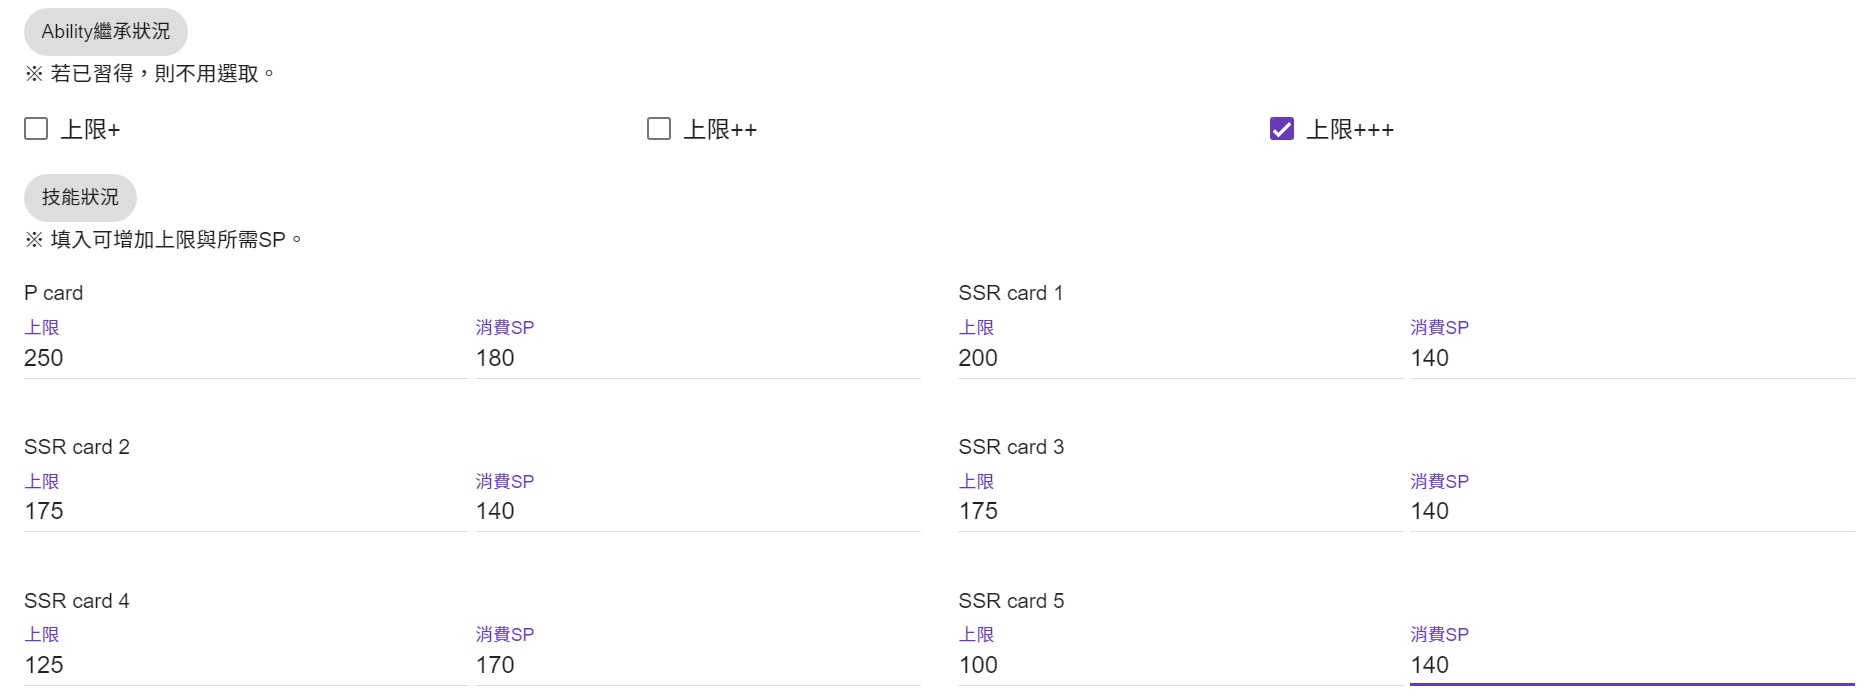 Ability繼承狀況
※ 若已習得，則不用選取。
上限+
上限++
上限+++
技能狀況
※ 填入可增加上限與所需SP。
P card
上限
250
消費SP
180
SSR card 1
上限
200
消費SP
140
SSR card 2
上限
175
消費SP
140
SSR card 3
上限
175
消費SP
140
SSR card 4
上限
125
消費SP
170
SSR card 5
上限
100
消費SP
140